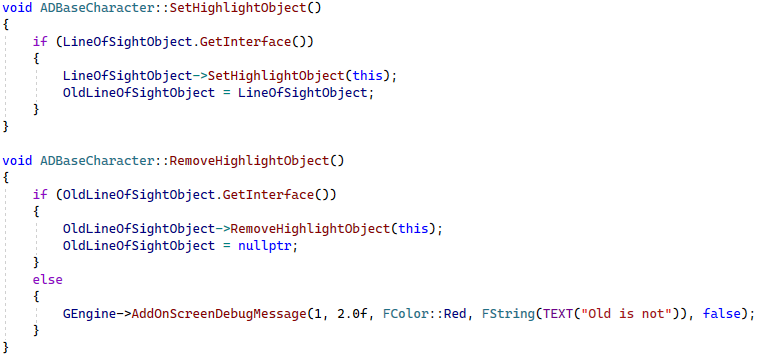 void ADBaseCharacter::SetHighlightObject()
{
    if (LineOfSightObject.GetInterface())
    {
        LineOfSightObject->SetHighlightObject(this);
        OldLineOfSightObject = LineOfSightObject;
    }
}

void ADBaseCharacter::RemoveHighlightObject()
{
    if (OldLineOfSightObject.GetInterface())
    {
        OldLineOfSightObject->RemoveHighlightObject(this);
        OldLineOfSightObject = nullptr;
    }
    else
    {
        GEngine->AddOnScreenDebugMessage(1, 2.0f, FColor::Red, FString(TEXT("Old is not")), false);
    }
}